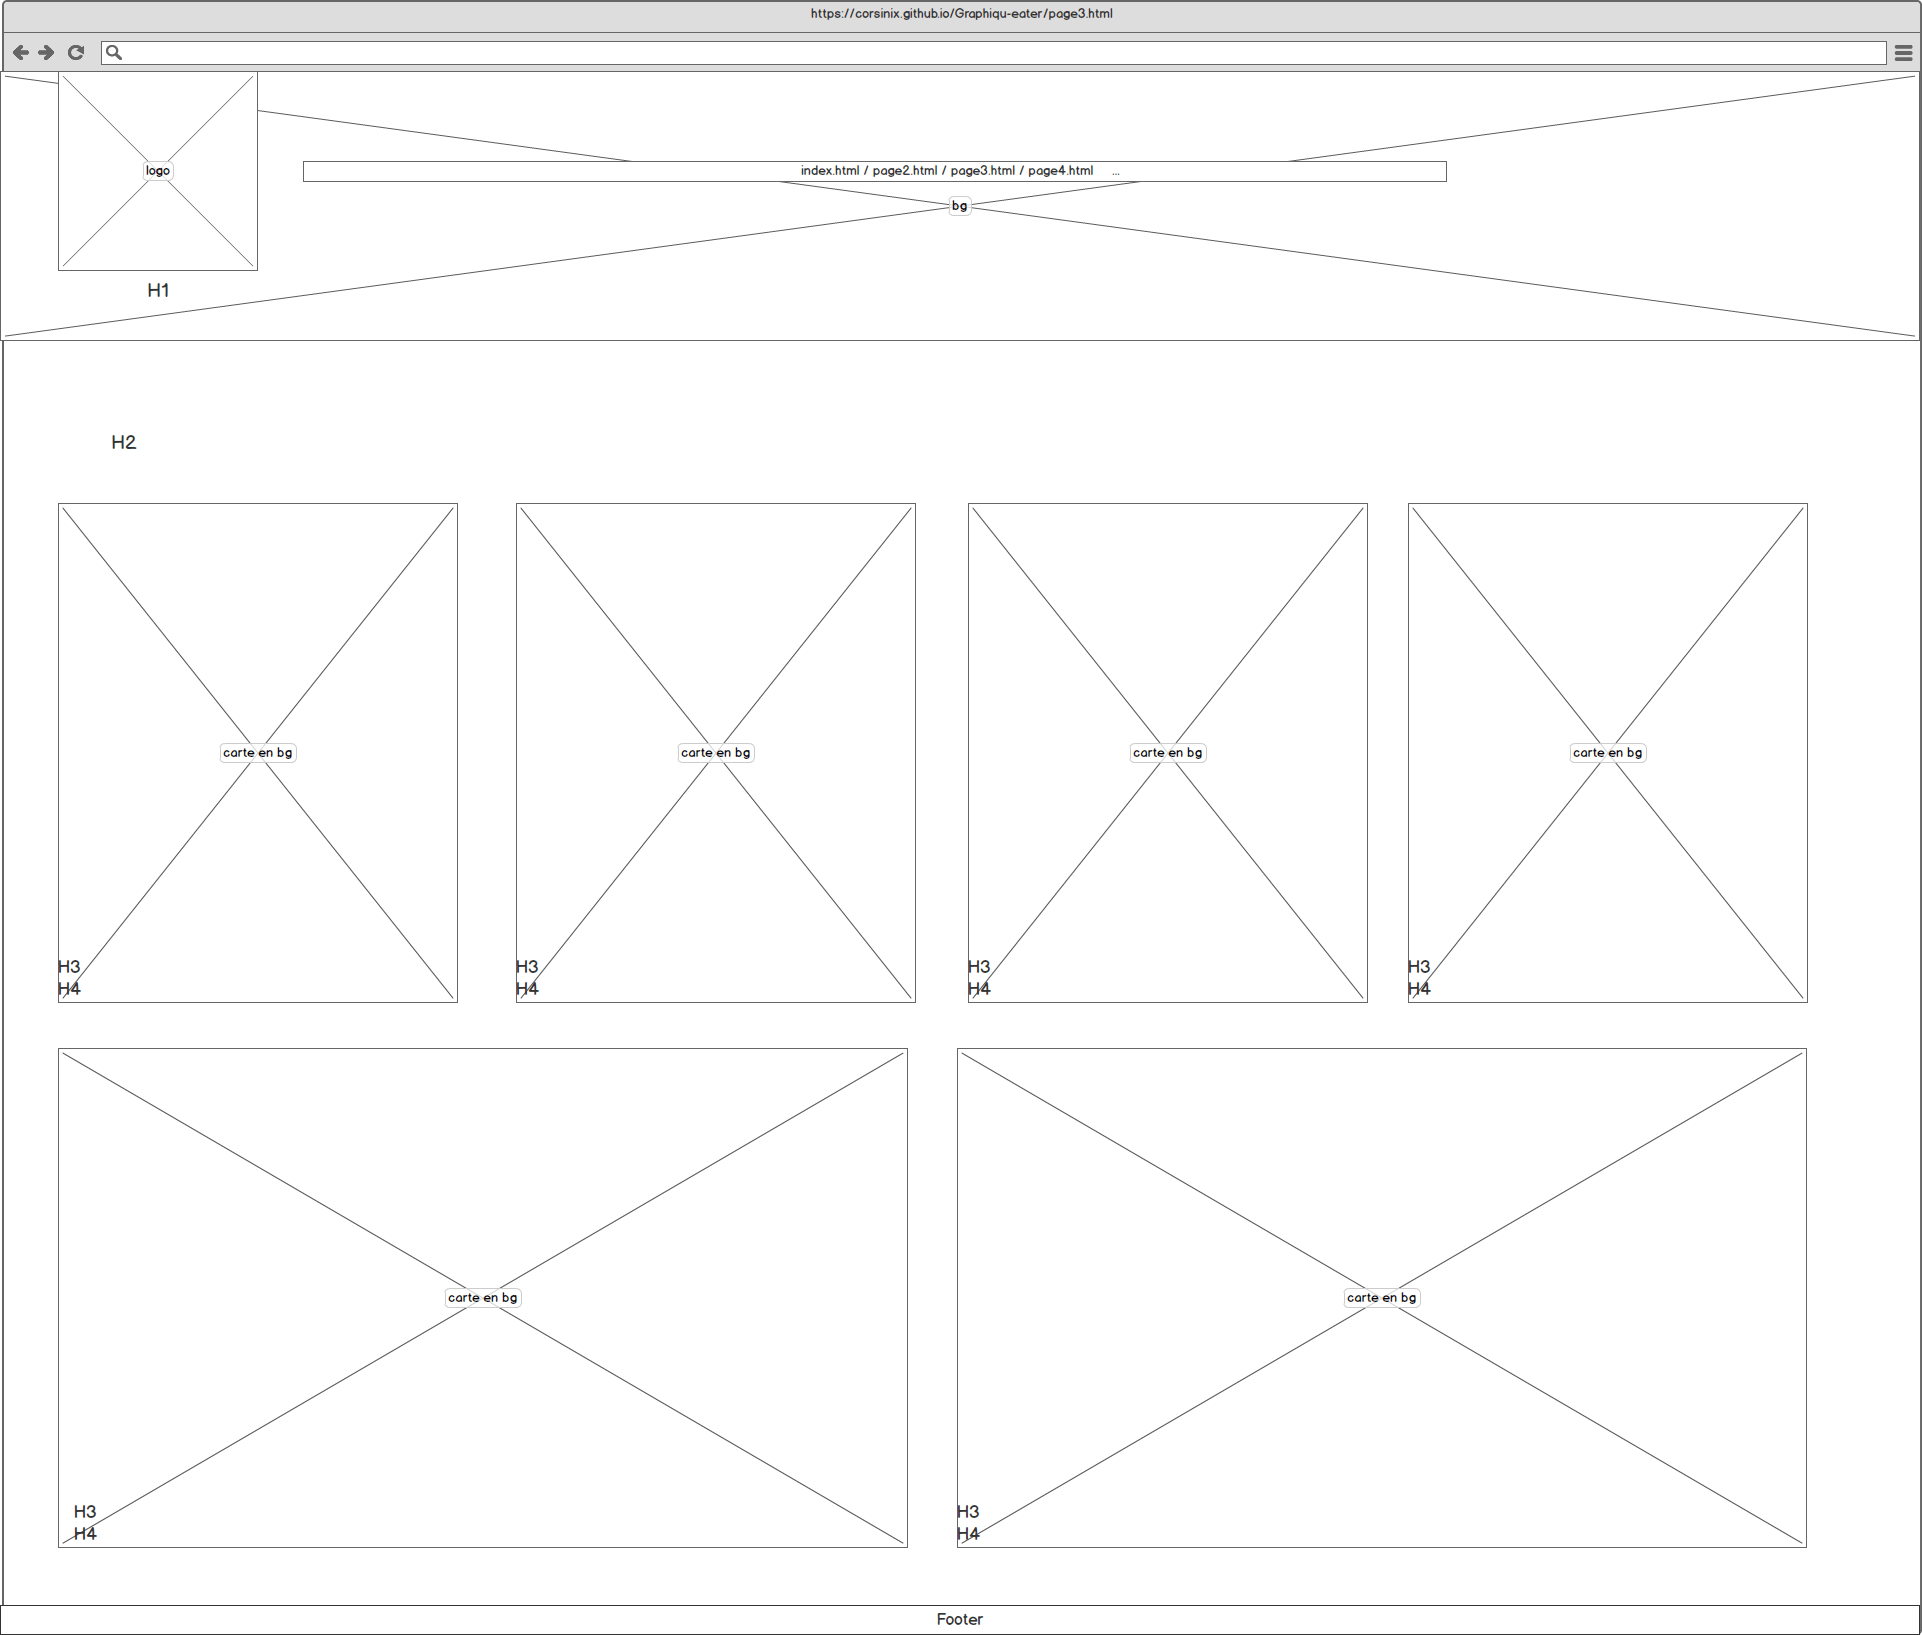 https://corsinix.github.io/Graphiqu-eater/page3.html
logo
index.html / page2.html / page3.html / page4.html ...
bg
H1
H2
carte en bg
H3
H4
carte en bg
H3
H4
carte en bg
H3
H4
carte en bg
H3
H4
carte en bg
H3
H4
carte en bg
H3
H4
Footer